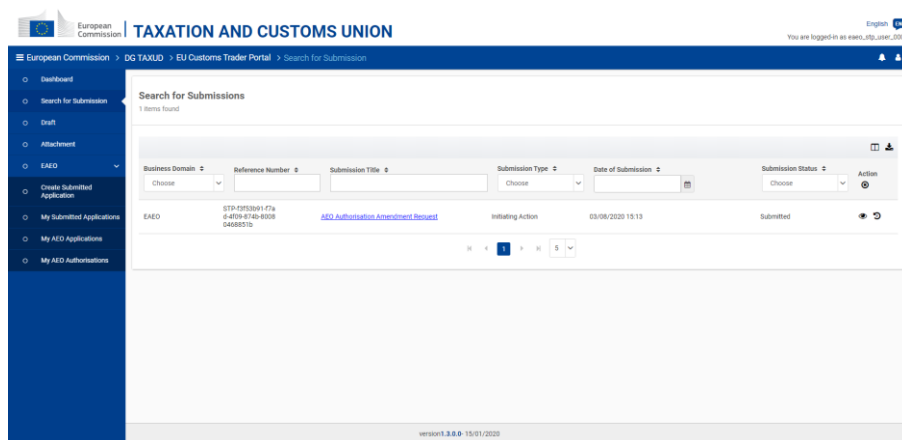 European
Commission
TAXATION AND CUSTOMS UNION
English EN
You are logged-in as eaeo_stp_user_00
European Commission > DG TAXUD > EU Customs Trader Portal > Search for Submission
Dashboard
Search for Submission
Draft
Attachment
EAEO
Create Submitted
Application
My Submitted Applications
My AEO Applications
My AEO Authorisations
Search for Submissions
1 items found
Business Domain Reference Number Submission Title Submission Type Date of Submission Submission Status Action
Choose Choose Choose
EAEO STP-f3f53b91-f7a AEO Authorisation Amendment Request Initiating Action 03/08/2020 15:13 Submitted
d-4f09-874b-8008
0468851b
1 5
version1.3.0.0- 15/01/2020